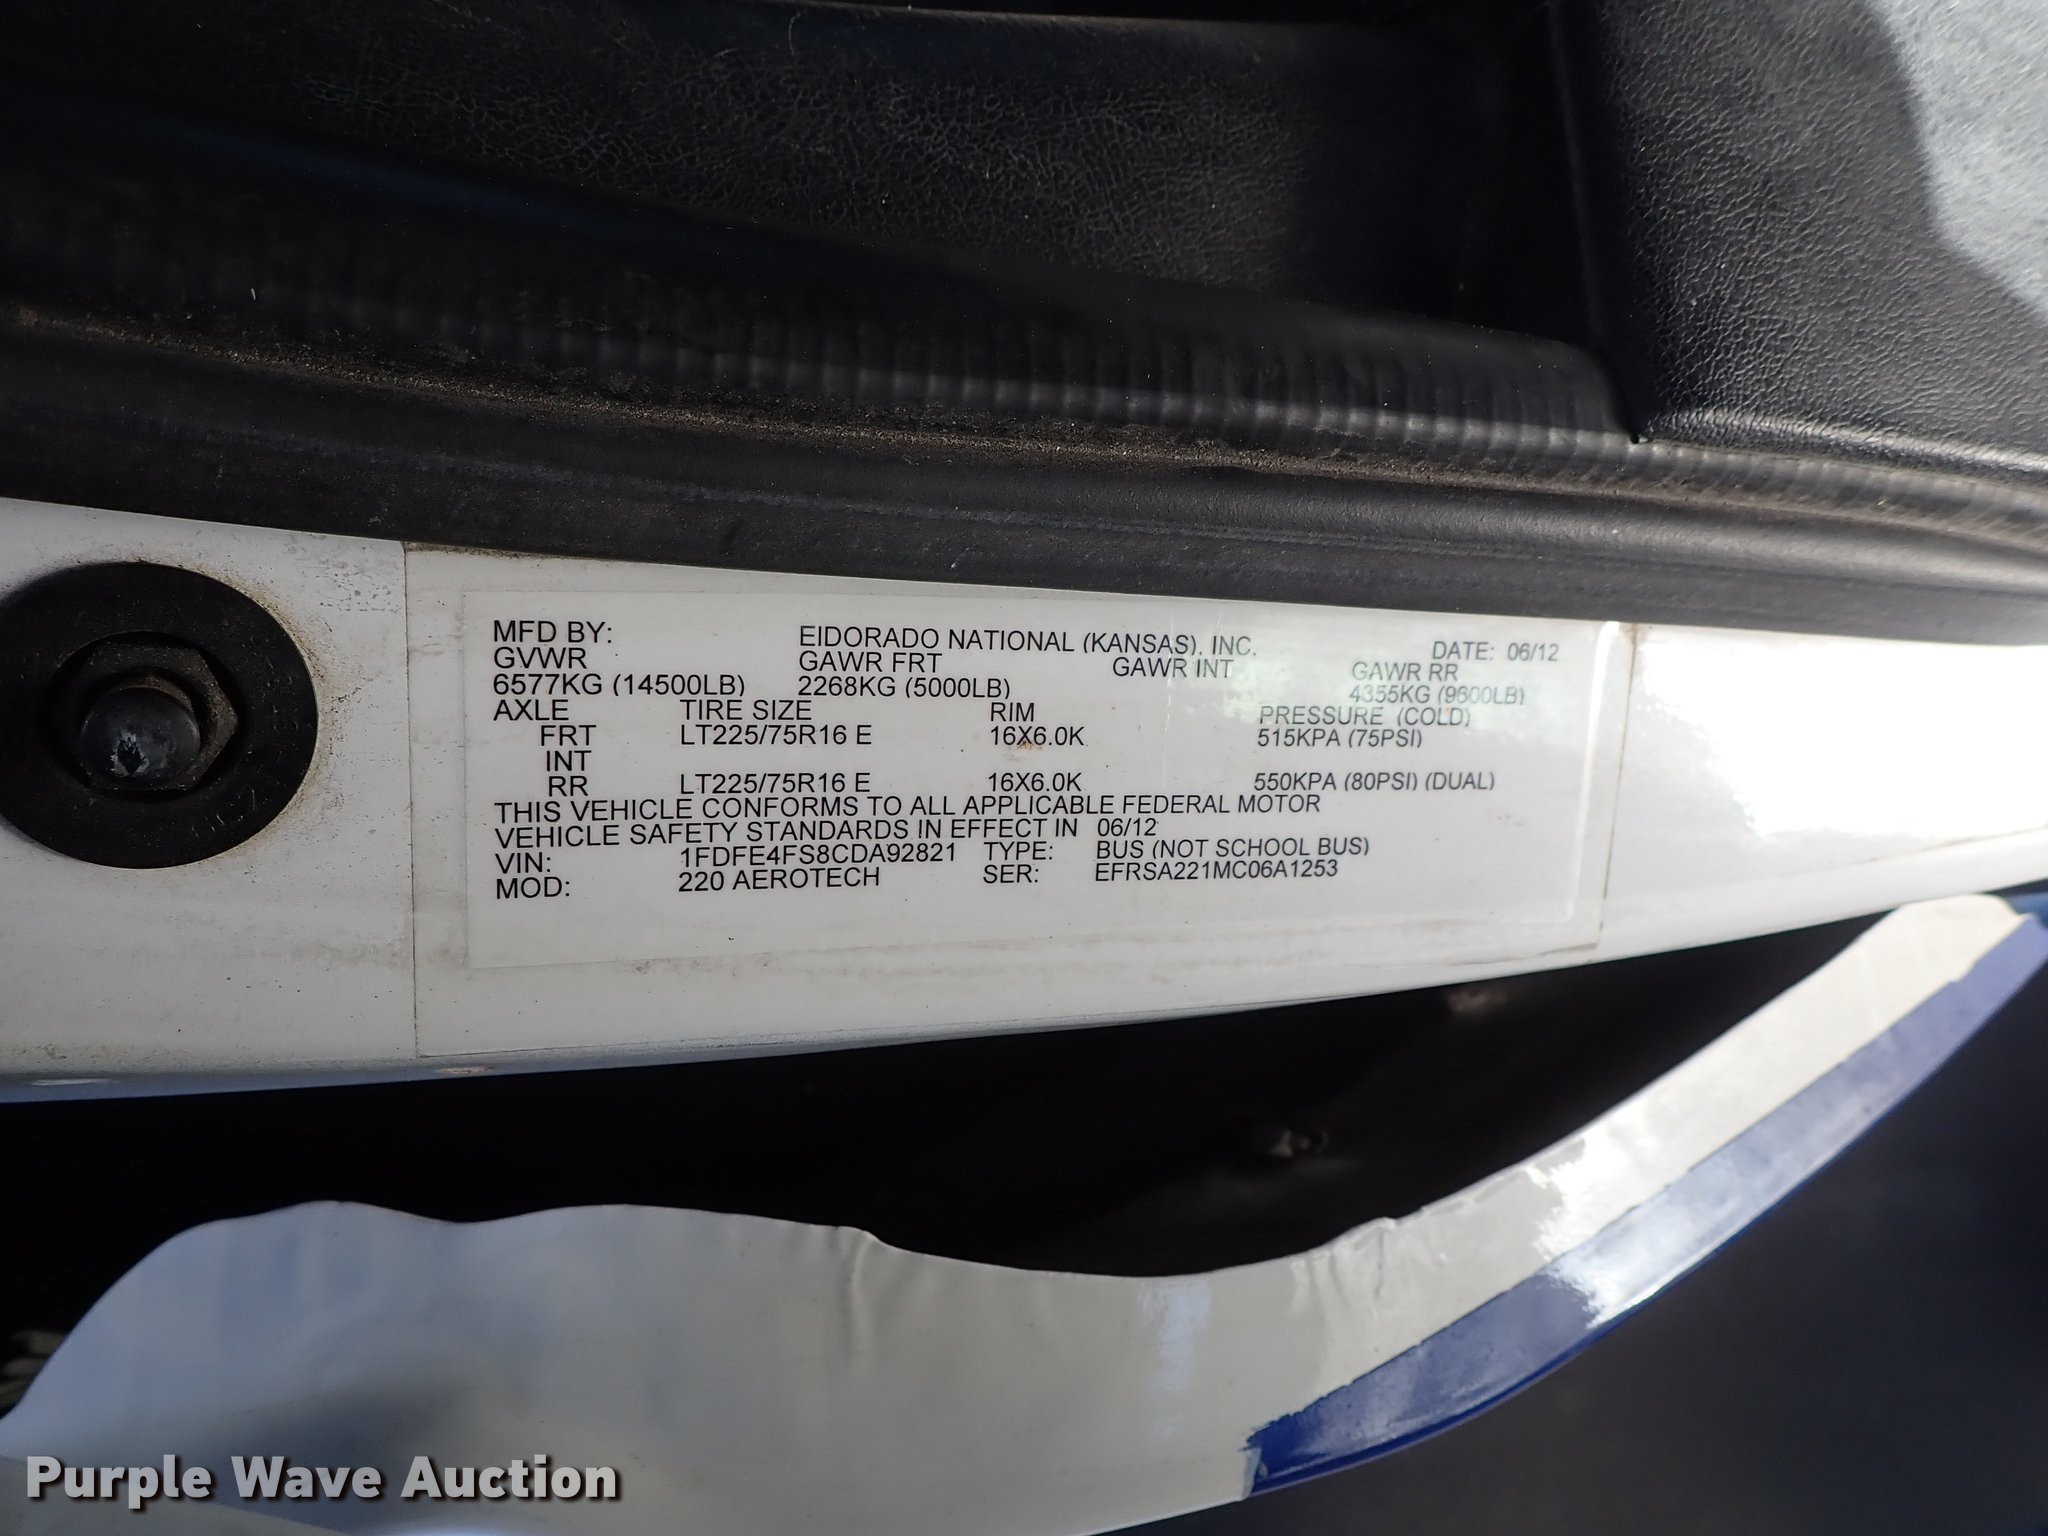 MFD BY: EIDORADO NATIONAL (KANSAS), INC. DATE: 06/12
GVWR GAWR FRT GAWR INT GAWR RR
6577KG (14500LB) 2268KG (5000LB) 4355KG (9600LB)
AXLE TIRE SIZE RIM PRESSURE (COLD)
FRT LT225/75R16 E 16X6.0K 515KPA (75PSI)
INT
RR LT225/75R16 E 16X6.0K 550KPA (80PSI) (DUAL)
THIS VEHICLE CONFORMS TO ALL APPLICABLE FEDERAL MOTOR
VEHICLE SAFETY STANDARDS IN EFFECT IN 06/12
VIN: 1FDFE4FS8CDA92821 TYPE: BUS (NOT SCHOOL BUS)
MOD: 220 AEROTECH SER: EFRSA221MC06A1253
Purple Wave Auction